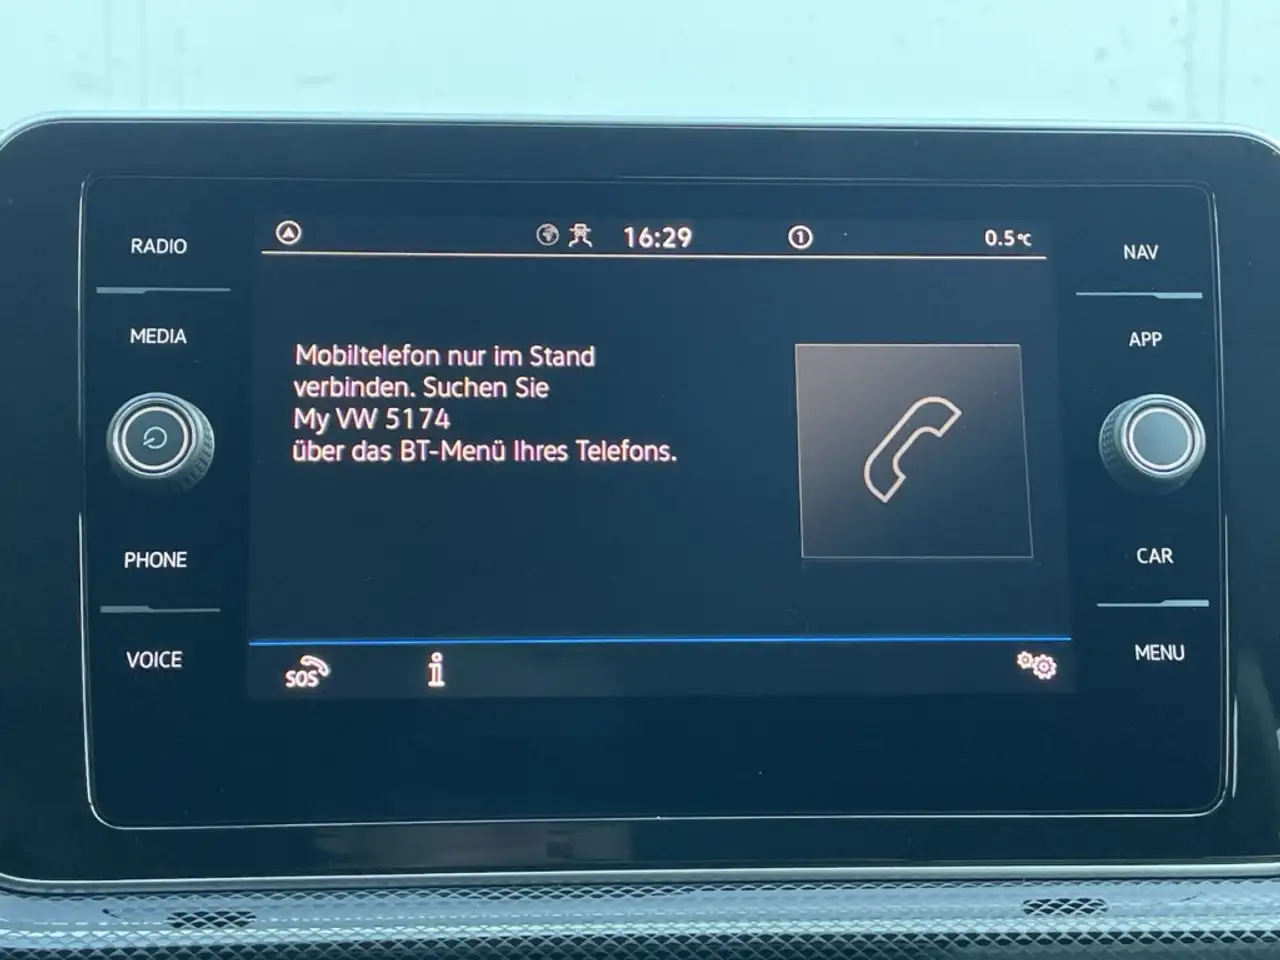 RADIO
MEDIA
PHONE
VOICE
16:29
1
0.5°C
Mobiltelefon nur im Stand
verbinden. Suchen Sie
My VW 5174
über das BT-Menü Ihres Telefons.
SOS
i
NAV
APP
CAR
MENU